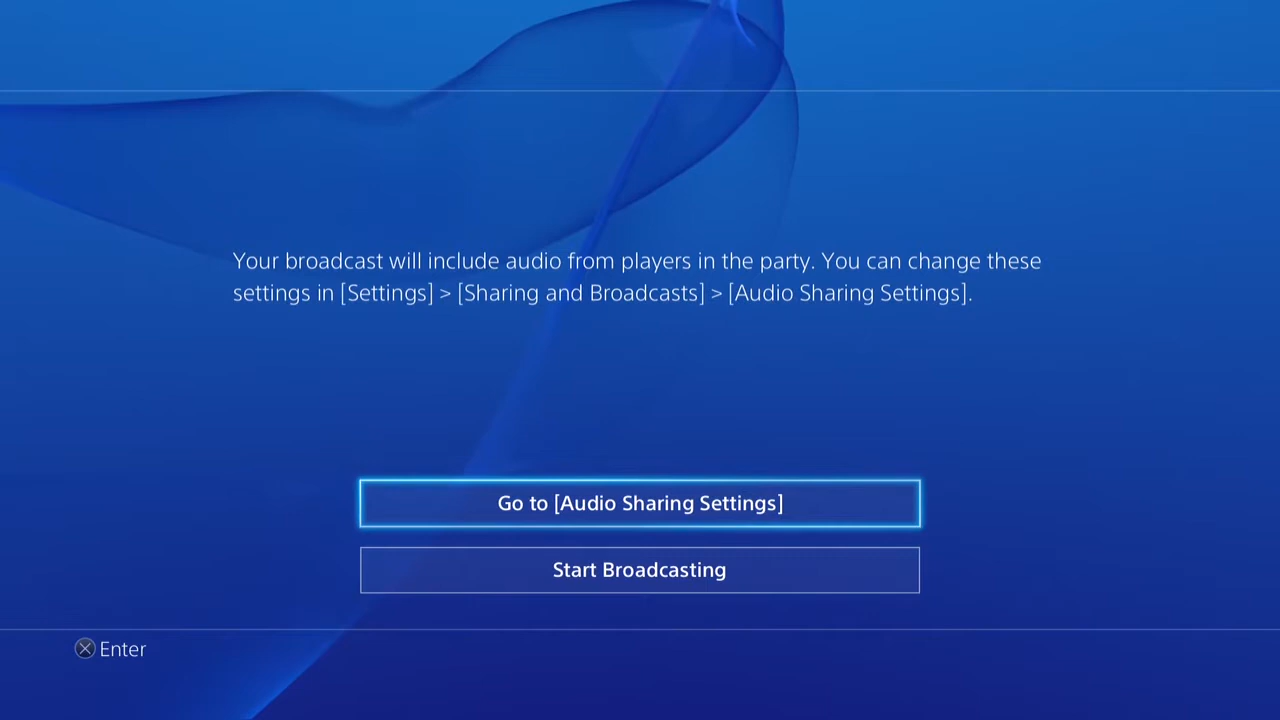 Your broadcast will include audio from players in the party. You can change these
settings in [Settings] > [Sharing and Broadcasts] > [Audio Sharing Settings].
Go to [Audio Sharing Settings]
Start Broadcasting
Enter